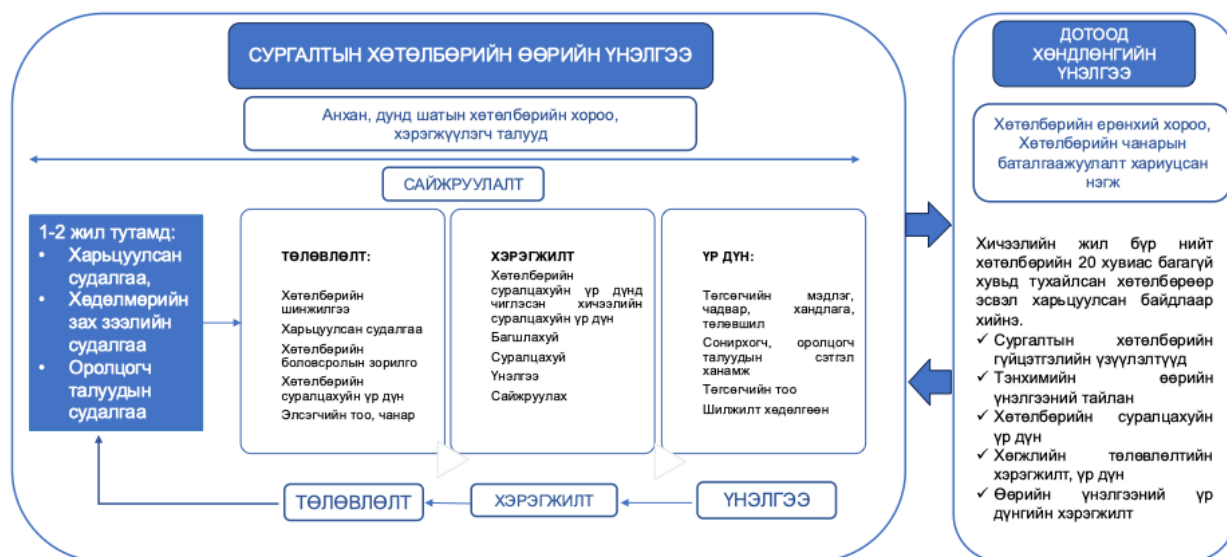 СУРГАЛТЫН ХӨТӨЛБӨРИЙН ӨӨРИЙН ҮНЭЛГЭЭ
Анхан, дунд шатын хөтөлбөрийн хороо,
хэрэгжүүлэгч талууд
САЙЖРУУЛАЛТ
1-2 жил тутамд:
• Харьцуулсан
судалгаа,
• Хөдөлмөрийн
зах зээлийн
судалгаа
• Оролцогч
талуудын
судалгаа
ТӨЛӨВЛӨЛТ:
Хөтөлбөрийн
шинжилгээ
Харьцуулсан судалгаа
Хөтөлбөрийн
боловсролын зорилго
Хөтөлбөрийн
суралцахуйн үр дүн
Элсэгчийн тоо, чанар
ХЭРЭГЖИЛТ
Хөтөлбөрийн
суралцахуйн үр дүнд
чиглэсэн хичээлийн
суралцахуйн үр дүн
Багшлахуй
Суралцахуй
Үнэлгээ
Сайжруулах
ҮР ДҮН:
Төгсөгчийн мэдлэг,
чадвар, хандлага,
төлөвшил
Сонирхогч, оролцогч
талуудын сэтгэл
ханамж
Төгсөгчийн тоо
Шилжилт хөдөлгөөн
ТӨЛӨВЛӨЛТ
ХЭРЭГЖИЛТ
ҮНЭЛГЭЭ
ДОТООД
ХӨНДЛӨНГИЙН
ҮНЭЛГЭЭ
Хөтөлбөрийн ерөнхий хороо,
Хөтөлбөрийн чанарын
баталгаажуулалт хариуцсан
нэгж
Хичээлийн жил бүр нийт
хөтөлбөрийн 20 хувиас багагүй
хувьд тухайлсан хөтөлбөрөөр
эсвэл харьцуулсан байдлаар
хийнэ.
✓ Сургалтын хөтөлбөрийн
гүйцэтгэлийн үзүүлэлтүүд
✓ Тэнхимийн өөрийн
үнэлгээний тайлан
✓ Хөтөлбөрийн суралцахуйн
үр дүн
✓ Хөгжлийн төлөвлөлтийн
хэрэгжилт, үр дүн
✓ Өөрийн үнэлгээний үр
дүнгийн хэрэгжилт